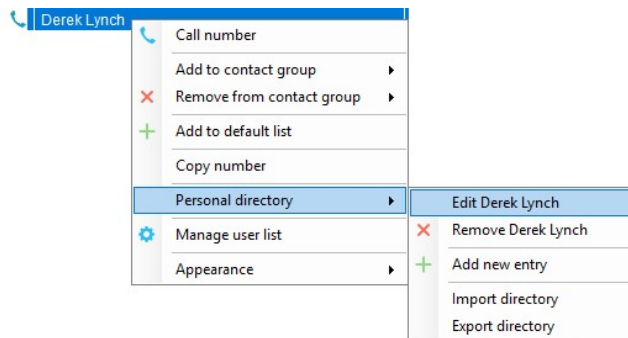 Derek Lynch
Call number
Add to contact group
Remove from contact group
Add to default list
Copy number
Personal directory
Edit Derek Lynch
Remove Derek Lynch
Manage user list
Add new entry
Appearance
Import directory
Export directory